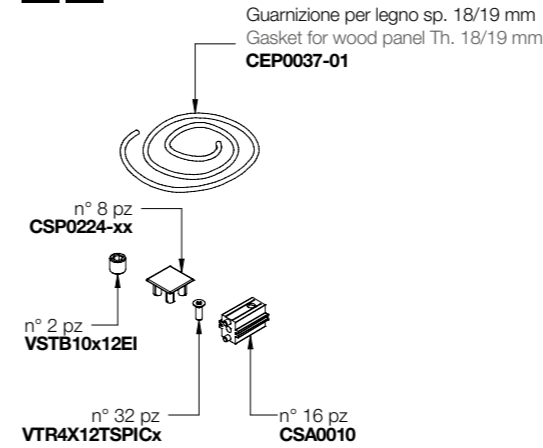 Guarnizione per legno sp. 18/19 mm
Gasket for wood panel Th. 18/19 mm
CEP0037-01
n° 8 pz
CSP0224-xx
n° 2 pz
VSTB10x12EI
n° 32 pz
VTR4X12TSPICx
n° 16 pz
CSA0010